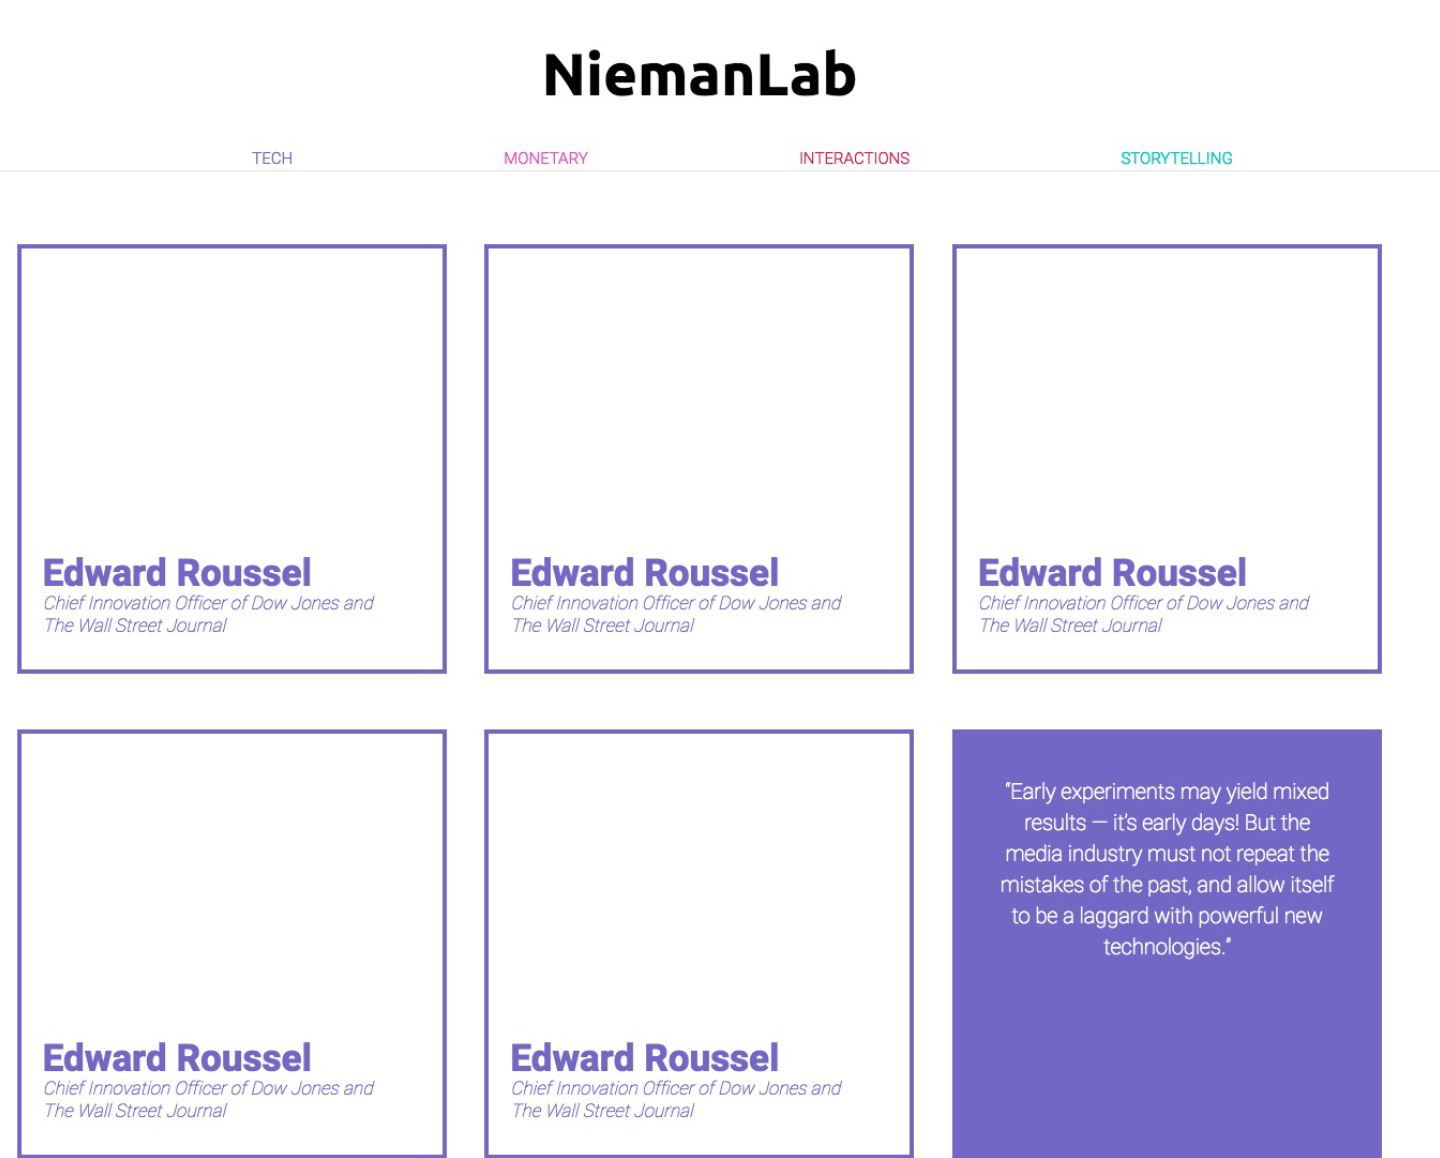 NiemanLab
TECH
MONETARY
INTERACTIONS
STORYTELLING
Edward Roussel
Chief Innovation Officer of Dow Jones and
The Wall Street Journal
Edward Roussel
Chief Innovation Officer of Dow Jones and
The Wall Street Journal
Edward Roussel
Chief Innovation Officer of Dow Jones and
The Wall Street Journal
Edward Roussel
Chief Innovation Officer of Dow Jones and
The Wall Street Journal
Edward Roussel
Chief Innovation Officer of Dow Jones and
The Wall Street Journal
“Early experiments may yield mixed
results — it’s early days! But the
media industry must not repeat the
mistakes of the past, and allow itself
to be a laggard with powerful new
technologies.”